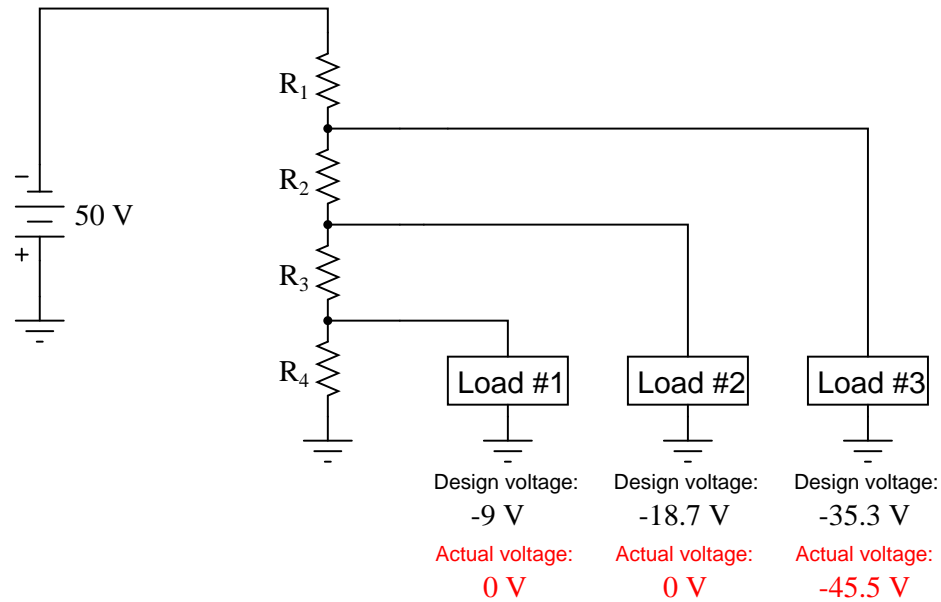 R1
R2
50 V
R3
R4
Load #1 Load #2 Load #3
Design voltage: Design voltage: Design voltage:
-9 V -18.7 V -35.3 V
Actual voltage: Actual voltage: Actual voltage:
0 V 0 V -45.5 V